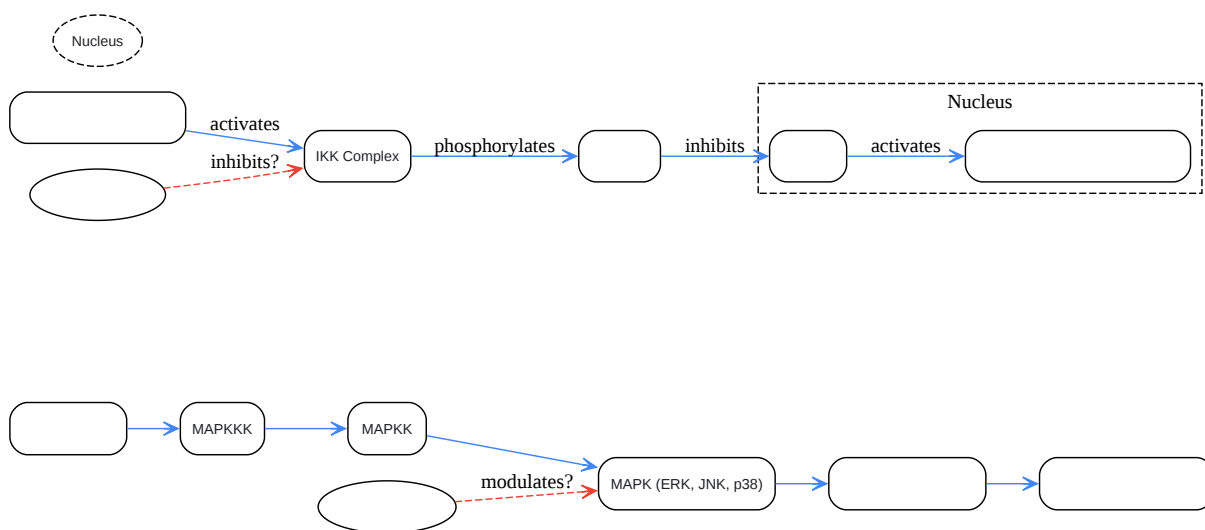 Nucleus
Nucleus
activates
inhibits?
IKK Complex
phosphorylates
inhibits
activates
MAPKKK
MAPKK
modulates?
MAPK (ERK, JNK, p38)